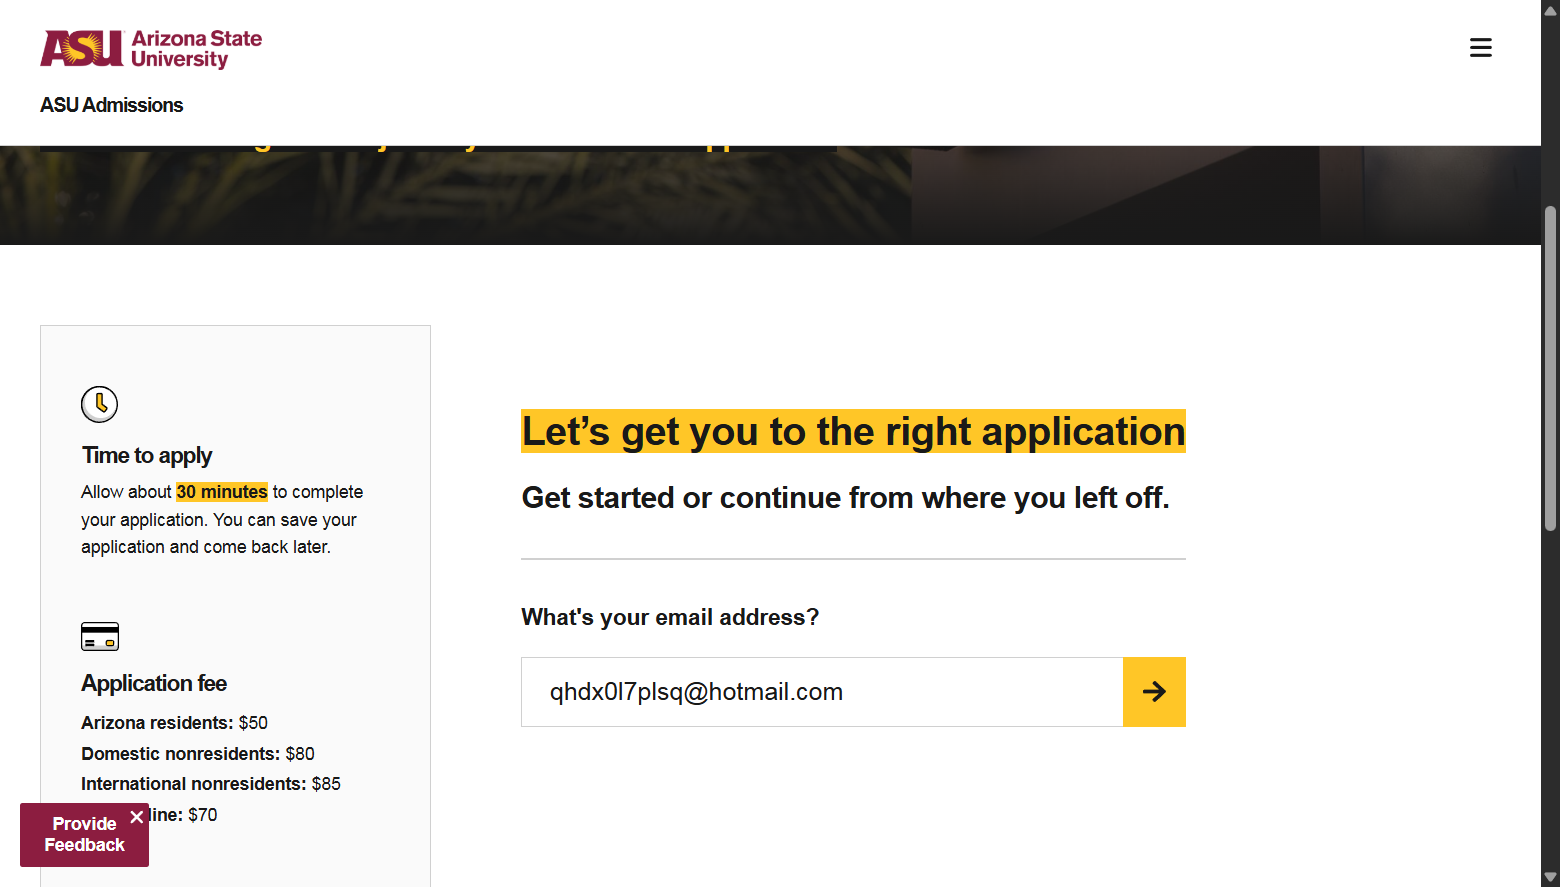 ASU Arizona State
University
ASU Admissions
Let’s get you to the right application
Get started or continue from where you left off.
What's your email address?
qhdx0l7plsq@hotmail.com
Time to apply
Allow about 30 minutes to complete
your application. You can save your
application and come back later.
Application fee
Arizona residents: $50
Domestic nonresidents: $80
International nonresidents: $85
line: $70
Provide
Feedback